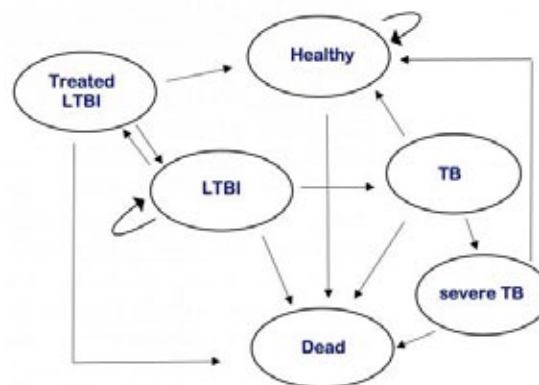 Healthy
Treated
LTBI
LTBI
TB
severe TB
Dead